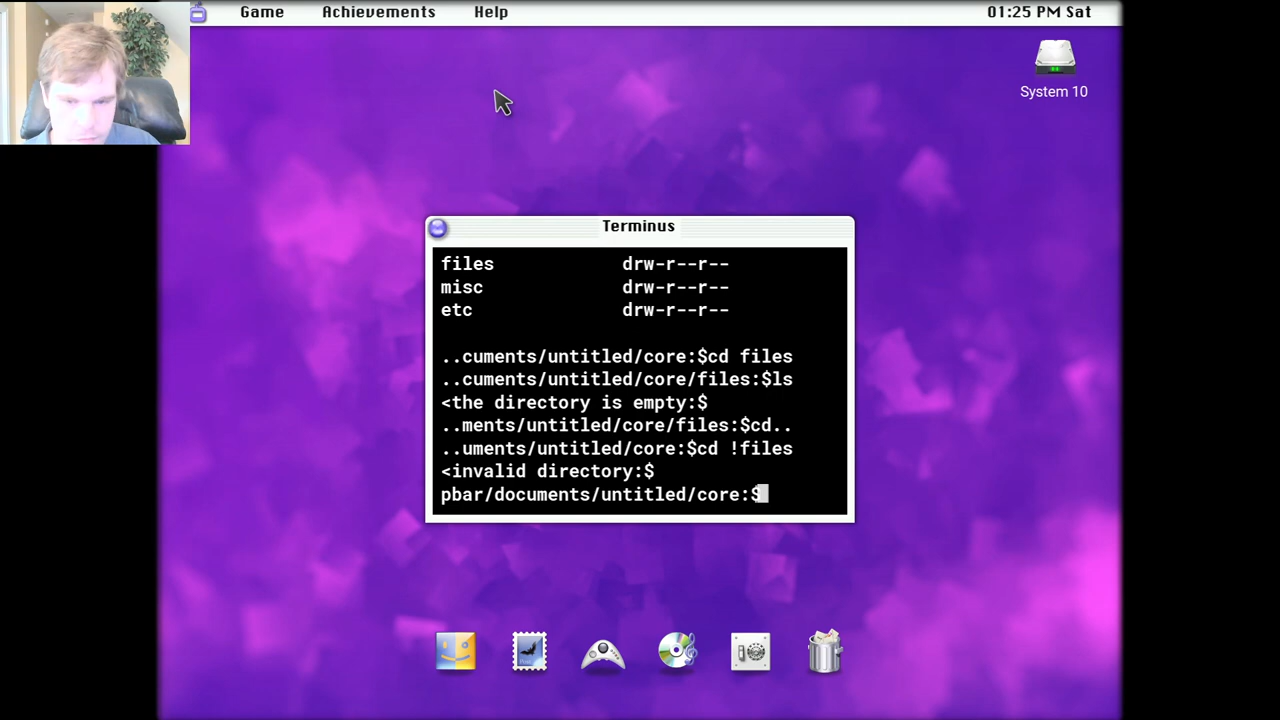 Game Achievements Help 01:25 PM Sat
System 10
Terminus
files drw-r--r--
misc drw-r--r--
etc drw-r--r--
..cuments/untitled/core:$cd files
..cuments/untitled/core/files:$ls
<the directory is empty:$
..ments/untitled/core/files:$cd..
..uments/untitled/core:$cd !files
<invalid directory:$
pbar/documents/untitled/core:$